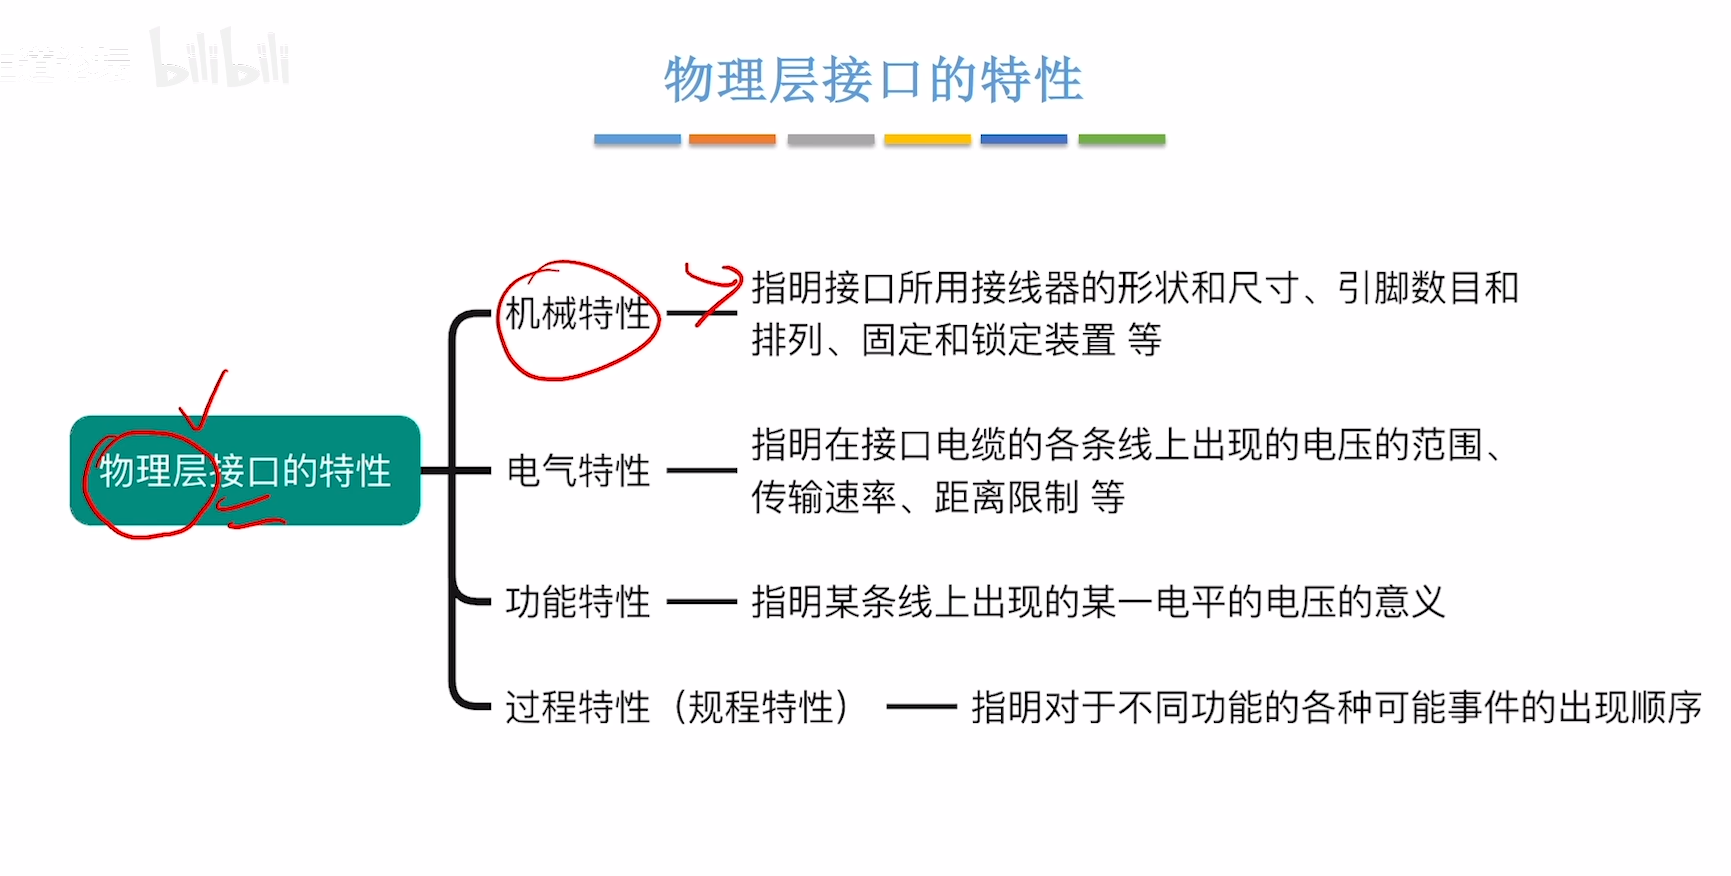 bilibili
物理层接口的特性
机械特性
指明接口所用接线器的形状和尺寸、引脚数目和
排列、固定和锁定装置 等
物理层接口的特性
电气特性
指明在接口电缆的各条线上出现的电压的范围、
传输速率、距离限制 等
功能特性
指明某条线上出现的某一电平的电压的意义
过程特性（规程特性）
指明对于不同功能的各种可能事件的出现顺序